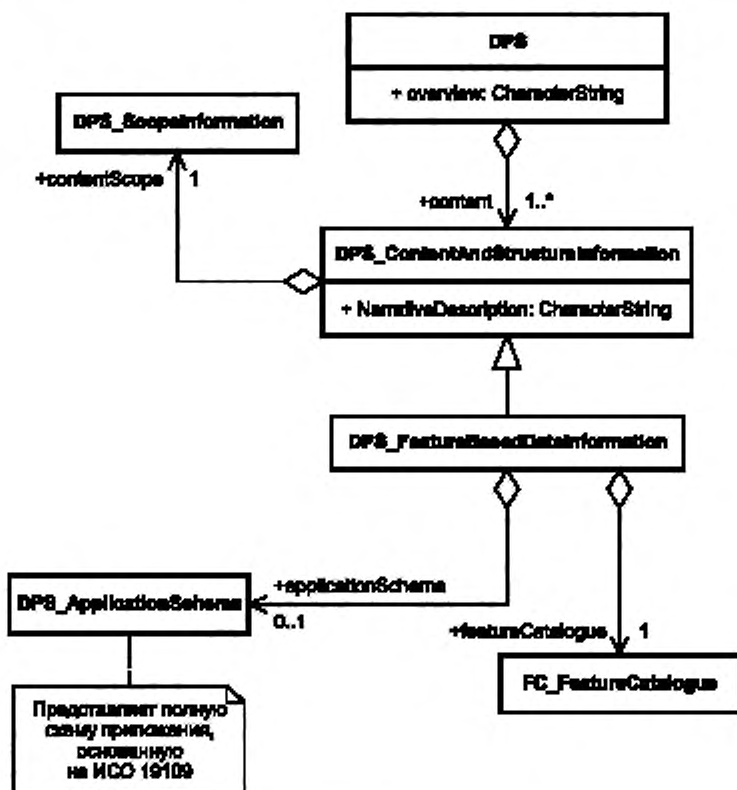 DPS
+ overview: CharacterString
DPS_ScopeInformation
+contentScope
1
+content
1..*
DPS_ContentAndStructureInformation
+ NarrativeDescription: CharacterString
DPS_FeatureBasedDataInformation
+applicationSchema
0..1
DPS_ApplicationSchema
+featureCatalogue
1
FC_FeatureCatalogue
Представляет полную
схему приложения,
основанную
на ИСО 19109